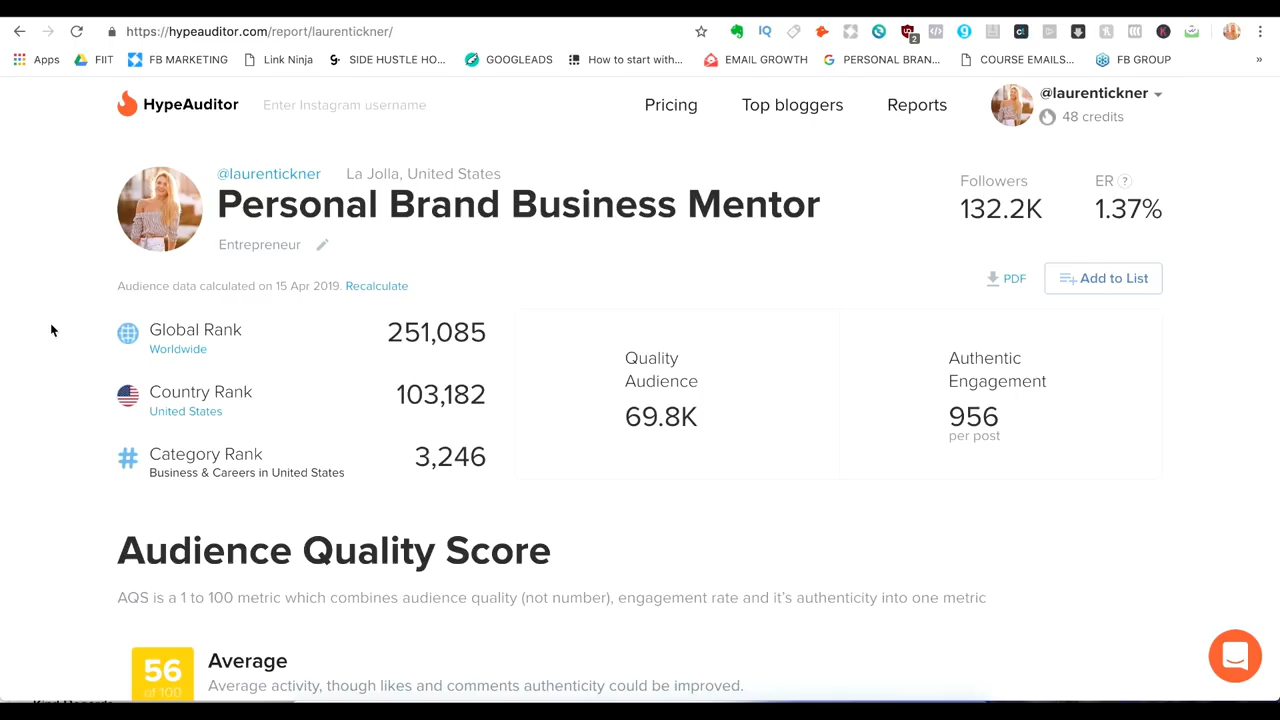 https://hypeauditor.com/report/laurentickner/
2
Apps
FIIT
FB MARKETING
Link Ninja
SIDE HUSTLE HO...
GOOGLEADS
How to start with...
EMAIL GROWTH
PERSONAL BRAN...
COURSE EMAILS...
FB GROUP
»
HypeAuditor
Enter Instagram username
Pricing
Top bloggers
Reports
@laurentickner
48 credits
@laurentickner La Jolla, United States
Personal Brand Business Mentor
Entrepreneur
Followers
132.2K
ER ?
1.37%
Audience data calculated on 15 Apr 2019. Recalculate
PDF
Add to List
Global Rank
Worldwide
251,085
Country Rank
United States
103,182
Category Rank
Business & Careers in United States
3,246
Quality
Audience
69.8K
Authentic
Engagement
956
per post
Audience Quality Score
AQS is a 1 to 100 metric which combines audience quality (not number), engagement rate and it's authenticity into one metric
56
of 100
Average
Average activity, though likes and comments authenticity could be improved.